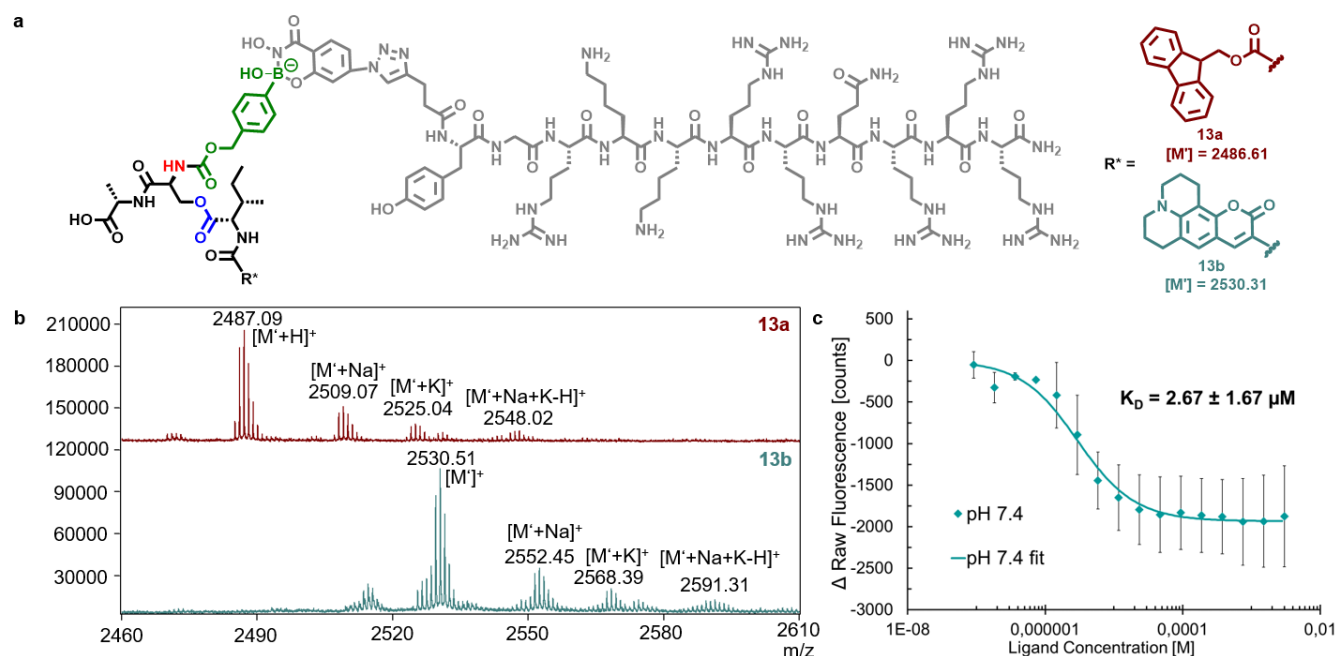 a
O
HO N
N N
N
HO B ⊖
O
NH2
HN NH2
NH
O NH2
HN NH2
NH
O
O
O
N
H
O
H
N
O
H
N
O
H
N
O
H
N
O
H
N
O
H
N
O
NH2
N
H
O
N
H
O
N
H
O
N
H
O
N
H
O
O
HN
O
O
O
NH
HO
O
O
NH
O
R*
HO
HN
H2N NH
NH2
HN
H2N NH
HN
H2N NH
HN
NH NH2
O
O
13a
[M'] = 2486.61
R* =
N O O
13b
[M'] = 2530.31
b
210000
180000
150000
120000
90000
60000
30000
2487.09
[M'+H]+
13a
[M'+Na]+
2509.07
[M'+K]+
2525.04
[M'+Na+K-H]+
2548.02
2530.51
[M']+
13b
[M'+Na]+
2552.45
[M'+K]+
2568.39
[M'+Na+K-H]+
2591.31
2460 2490 2520 2550 2580 2610
m/z
c
Δ Raw Fluorescence [counts]
500
0
-500
-1000
-1500
-2000
-2500
-3000
KD = 2.67 ± 1.67 µM
pH 7.4
pH 7.4 fit
1E-08 0,000001 0,0001 0,01
Ligand Concentration [M]